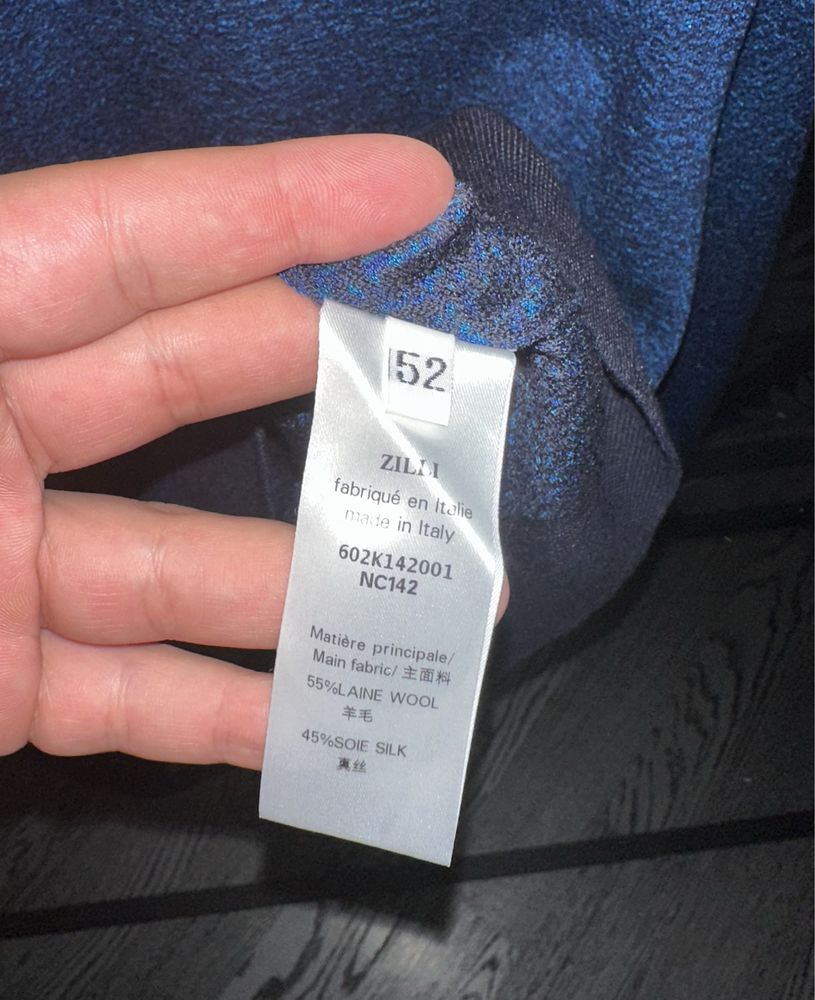 52
ZILLI
fabriqué en Italie
made in Italy
602K142001
NC142
Matière principale/
Main fabric/ 主面料
55%LAINE WOOL
羊毛
45%SOIE SILK
真丝